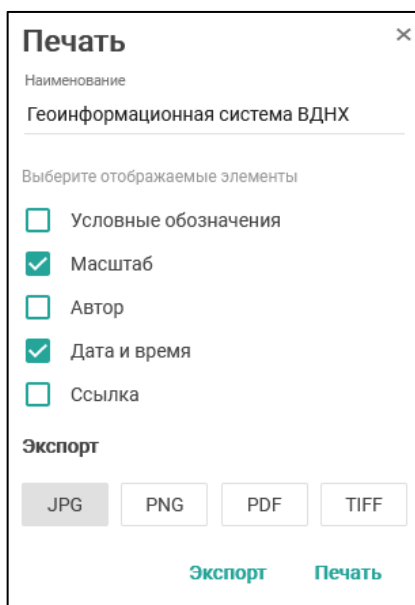 Печать
Наименование
Геоинформационная система ВДНХ
Выберите отображаемые элементы
Условные обозначения
Масштаб
Автор
Дата и время
Ссылка
Экспорт
JPG PNG PDF TIFF
Экспорт Печать